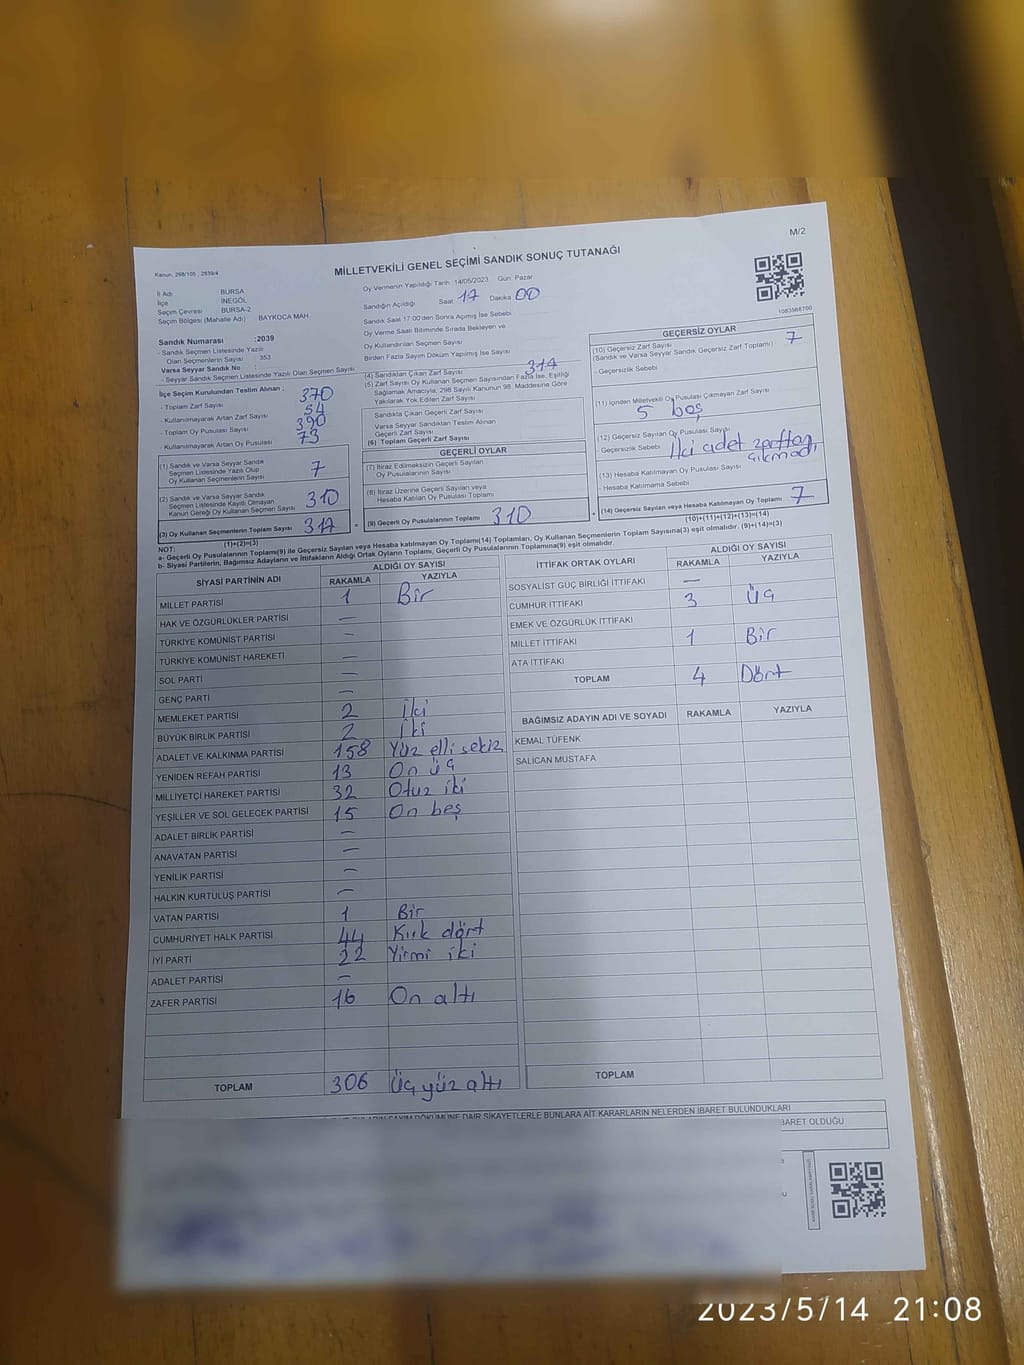 M/2
Kanun: 298/105 , 2839/4
MİLLETVEKİLİ GENEL SEÇİMİ SANDIK SONUÇ TUTANAĞI
İl Adı BURSA
İlçe İNEGÖL
Seçim Çevresi BURSA-2
Seçim Bölgesi (Mahalle Adı) BAYKOCA MAH
Sandık Numarası :2039
- Sandık Seçmen Listesinde Yazılı
Olan Seçmenlerin Sayısı : 353
Varsa Seyyar Sandık No
- Seyyar Sandık Seçmen Listesinde Yazılı Olan Seçmen Sayısı
İlçe Seçim Kurulundan Teslim Alınan :
- Toplam Zarf Sayısı 370
- Kullanılmayarak Artan Zarf Sayısı 54
- Toplam Oy Pusulası Sayısı 390
- Kullanılmayarak Artan Oy Pusulası 73
(1) Sandık ve Varsa Seyyar Sandık
Seçmen Listesinde Yazılı Olup
Oy Kullanan Seçmenlerin Sayısı 7
(2) Sandık ve Varsa Seyyar Sandık
Seçmen Listesinde Kayıtlı Olmayan
Kanun Gereği Oy Kullanan Seçmenlerin Sayısı 310
(3) Oy Kullanan Seçmenlerin Toplam Sayısı 317
(1)+(2)=(3)
Oy Vermenin Yapıldığı Tarih: 14/05/2023 Gün: Pazar
Sandığın Açıldığı Saat 17 Dakika 00
Sandık Saat 17:00'den Sonra Açılmış İse Sebebi
Oy Verme Saati Bitiminde Sırada Bekleyen ve
Oy Kullandırılan Seçmen Sayısı
Birden Fazla Sayım Döküm Yapılmış İse Sayısı
(4) Sandıktan Çıkan Zarf Sayısı 314
(5) Zarf Sayısı Oy Kullanan Seçmen Sayısından Fazla İse, Eşitliği
Sağlamak Amacıyla, 298 Sayılı Kanunun 98. Maddesine Göre
Yakılarak Yok Edilen Zarf Sayısı
Sandıkta Çıkan Geçerli Zarf Sayısı
Varsa Seyyar Sandıktan Teslim Alınan
Geçerli Zarf Sayısı
(6) Toplam Geçerli Zarf Sayısı
GEÇERLİ OYLAR
(7) İtiraz Edilmeksizin Geçerli Sayılan
Oy Pusulalarının Sayısı
(8) İtiraz Üzerine Geçerli Sayılan veya
Hesaba Katılan Oy Pusulası Toplamı
(9) Geçerli Oy Pusulalarının Toplamı 310
1083568700
GEÇERSİZ OYLAR
(10) Geçersiz Zarf Sayısı
(Sandık ve Varsa Seyyar Sandık Geçersiz Zarf Toplamı) 7
- Geçersizlik Sebebi
(11) İçinden Milletvekili Oy Pusulası Çıkmayan Zarf Sayısı
5 boş
(12) Geçersiz Sayılan Oy Pusulası Sayısı
Geçersizlik Sebebi İki adet zarftan
çıkmadı
(13) Hesaba Katılmayan Oy Pusulası Sayısı
- Hesaba Katılmama Sebebi
(14) Geçersiz Sayılan veya Hesaba Katılmayan Oy Toplamı 7
(10)+(11)+(12)+(13)=(14)
NOT:
a- Geçerli Oy Pusulalarının Toplamı(9) ile Geçersiz Sayılan veya Hesaba katılmayan Oy Toplamı(14) Toplamları, Oy Kullanan Seçmenlerin Toplam Sayısına(3) eşit olmalıdır. (9)+(14)=(3)
b- Siyasi Partilerin, Bağımsız Adayların ve İttifakların Aldığı Ortak Oyların Toplamı, Geçerli Oy Pusulalarının Toplamına(9) eşit olmalıdır.
SİYASİ PARTİNİN ADI ALDIĞI OY SAYISI
RAKAMLA YAZIYLA
MİLLET PARTİSİ 1 Bir
HAK VE ÖZGÜRLÜKLER PARTİSİ —
TÜRKİYE KOMÜNİST PARTİSİ —
TÜRKİYE KOMÜNİST HAREKETİ —
SOL PARTİ —
GENÇ PARTİ —
MEMLEKET PARTİSİ 2 İki
BÜYÜK BİRLİK PARTİSİ 2 İki
ADALET VE KALKINMA PARTİSİ 158 Yüz elli sekiz
YENİDEN REFAH PARTİSİ 13 On üç
MİLLİYETÇİ HAREKET PARTİSİ 32 Otuz iki
YEŞİLLER VE SOL GELECEK PARTİSİ 15 On beş
ADALET BİRLİK PARTİSİ —
ANAVATAN PARTİSİ —
YENİLİK PARTİSİ —
HALKIN KURTULUŞ PARTİSİ —
VATAN PARTİSİ 1 Bir
CUMHURİYET HALK PARTİSİ 44 Kırk dört
İYİ PARTİ 22 Yirmi iki
ADALET PARTİSİ —
ZAFER PARTİSİ 16 On altı
TOPLAM 306 Üç yüz altı
İTTİFAK ORTAK OYLARI ALDIĞI OY SAYISI
RAKAMLA YAZIYLA
SOSYALİST GÜÇ BİRLİĞİ İTTİFAKI —
CUMHUR İTTİFAKI 3 Üç
EMEK VE ÖZGÜRLÜK İTTİFAKI
MİLLET İTTİFAKI 1 Bir
ATA İTTİFAKI
TOPLAM 4 Dört
BAĞIMSIZ ADAYIN ADI VE SOYADI RAKAMLA YAZIYLA
KEMAL TÜFENK
SALİCAN MUSTAFA
TOPLAM
SAYIM DÖKÜMÜNE DAİR ŞİKAYETLERLE BUNLARA AİT KARARLARIN NELERDEN İBARET BULUNDUKLARI
BARET OLDUĞU
2023/5/14 21:08